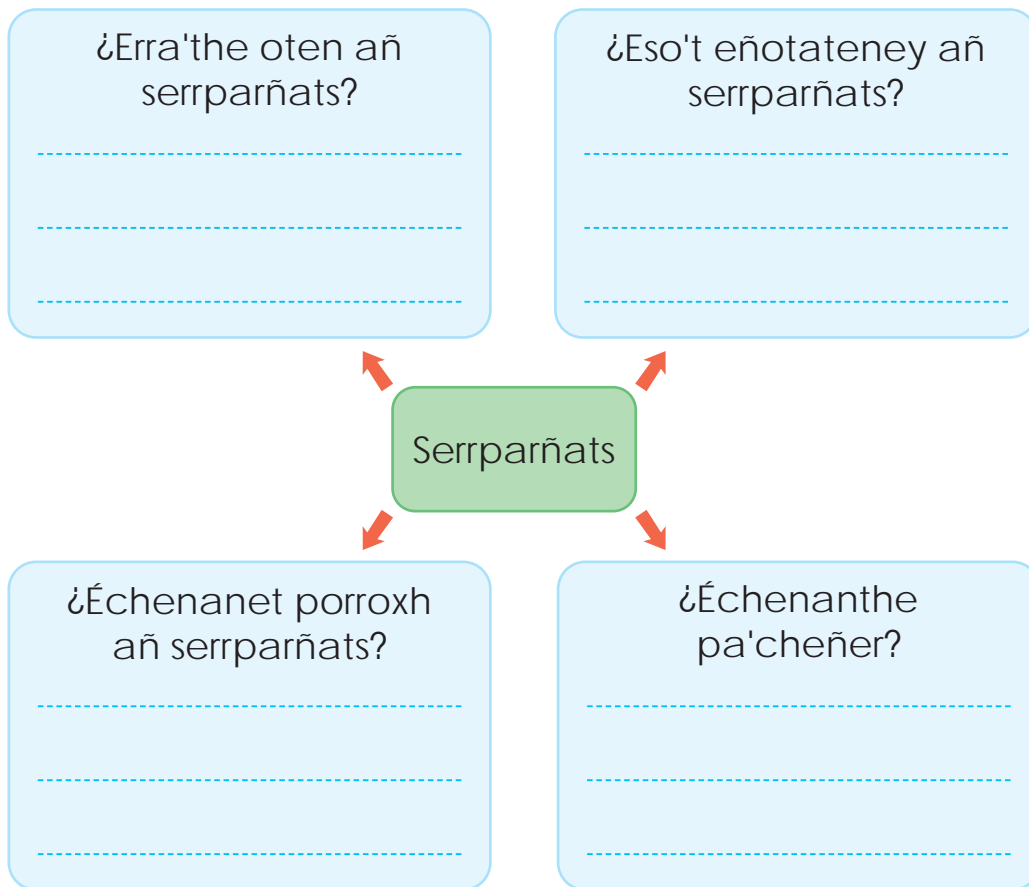 ¿Erra'the oten añ
serrparñats?
¿Eso't eñotateney añ
serrparñats?
Serrparñats
¿Échenanet porroxh
añ serrparñats?
¿Échenanthe
pa'cheñer?